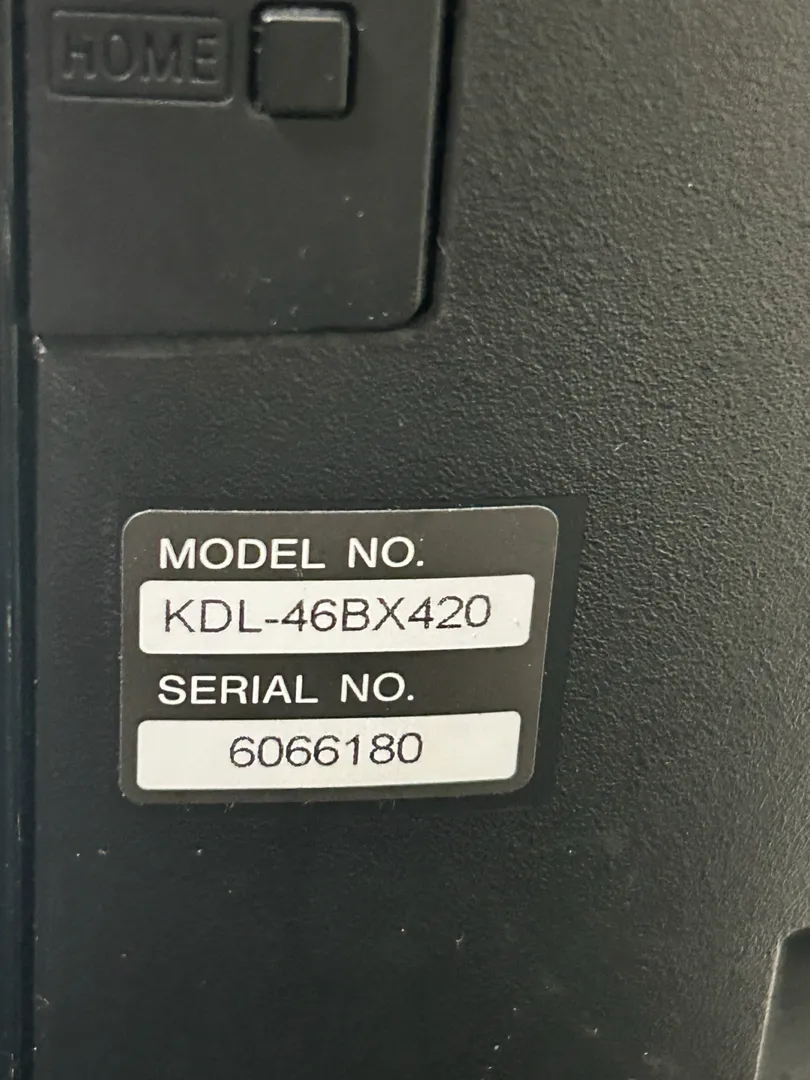 HOME
MODEL NO.
KDL-46BX420
SERIAL NO.
6066180